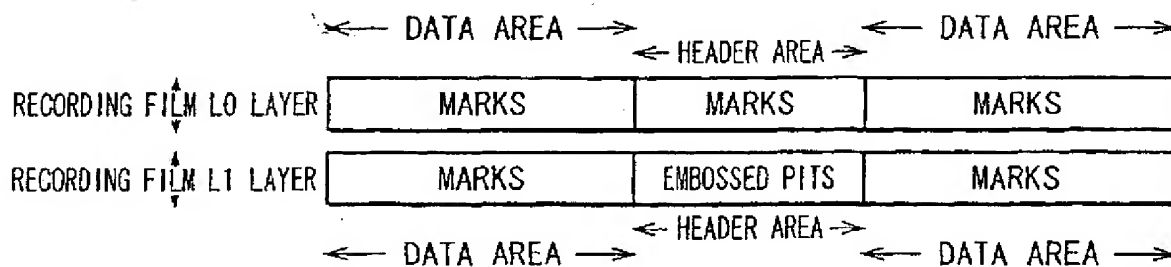 DATA AREA DATA AREA
HEADER AREA
RECORDING FILM L0 LAYER MARKS MARKS MARKS
RECORDING FILM L1 LAYER MARKS EMBOSSED PITS MARKS
HEADER AREA
DATA AREA DATA AREA